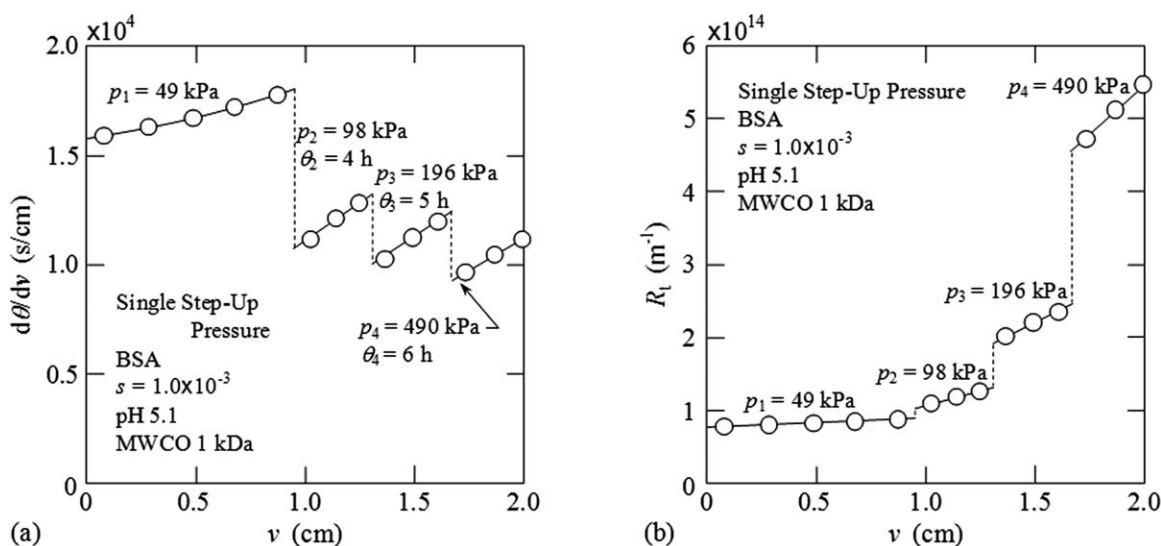 x10⁴
2.0
1.5
1.0
0.5
0
dθ/dv (s/cm)
p₁ = 49 kPa
p₂ = 98 kPa
θ₂ = 4 h
p₃ = 196 kPa
θ₃ = 5 h
Single Step-Up
Pressure
BSA
s = 1.0x10⁻³
pH 5.1
MWCO 1 kDa
p₄ = 490 kPa
θ₄ = 6 h
0 0.5 1.0 1.5 2.0
(a) v (cm)
x10¹⁴
6
5
4
3
2
1
0
Rₜ (m⁻¹)
Single Step-Up Pressure
BSA
s = 1.0x10⁻³
pH 5.1
MWCO 1 kDa
p₄ = 490 kPa
p₃ = 196 kPa
p₂ = 98 kPa
p₁ = 49 kPa
0 0.5 1.0 1.5 2.0
(b) v (cm)